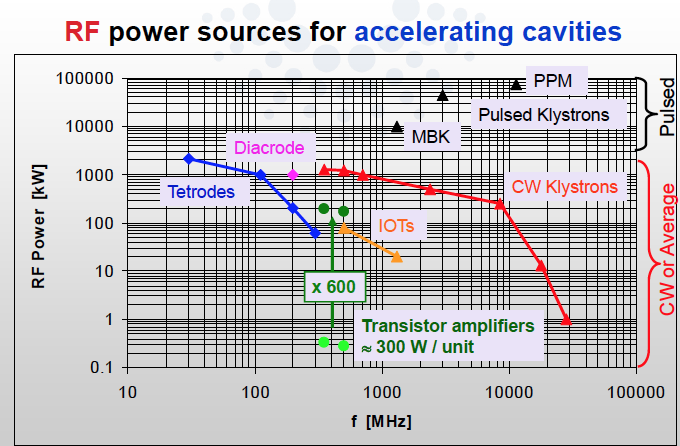 RF power sources for accelerating cavities
100000
10000
1000
100
10
1
0.1
RF Power [kW]
10
100
1000
10000
100000
f [MHz]
PPM
Pulsed Klystrons
MBK
Diacrode
Tetrodes
CW Klystrons
IOTs
x 600
Transistor amplifiers
≈ 300 W / unit
Pulsed
CW or Average